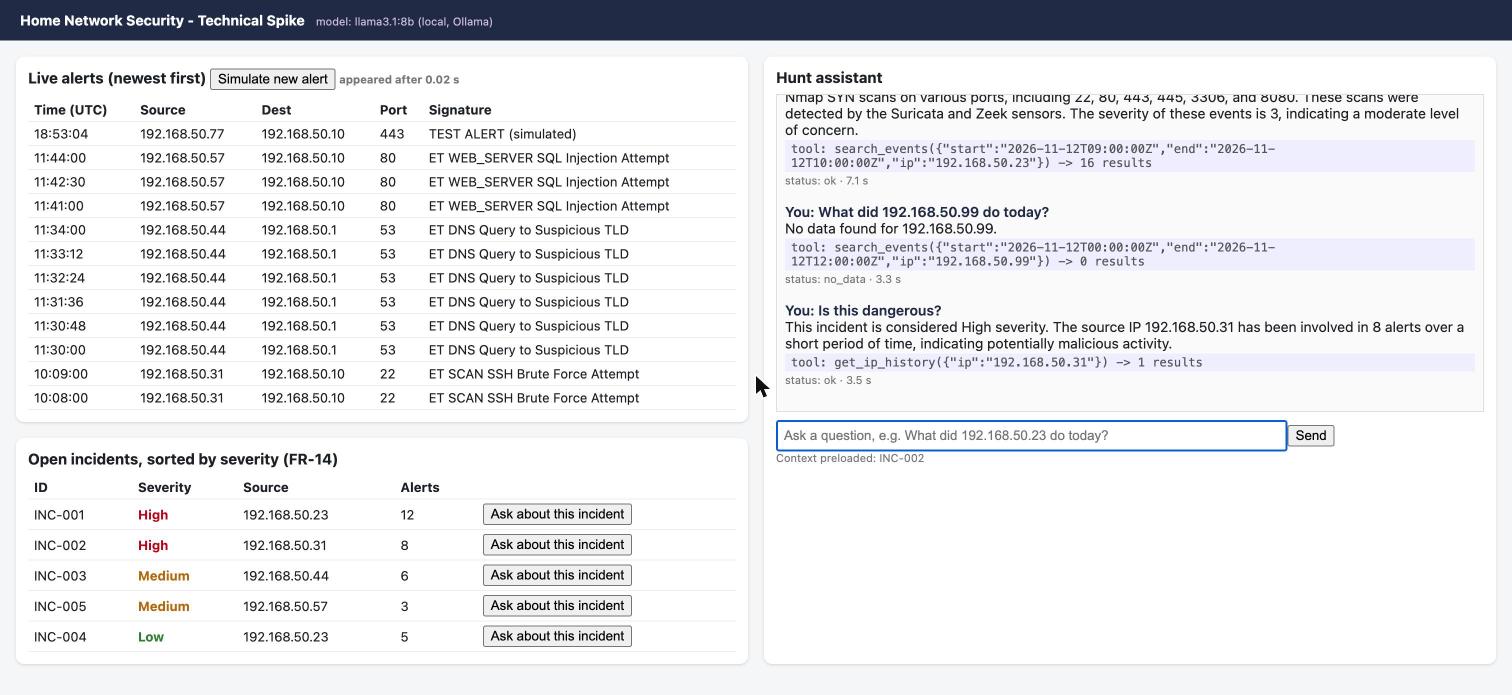 Home Network Security - Technical Spike model: llama3.1:8b (local, Ollama)
Live alerts (newest first) Simulate new alert appeared after 0.02 s
Time (UTC) Source Dest Port Signature
18:53:04 192.168.50.77 192.168.50.10 443 TEST ALERT (simulated)
11:44:00 192.168.50.57 192.168.50.10 80 ET WEB_SERVER SQL Injection Attempt
11:42:30 192.168.50.57 192.168.50.10 80 ET WEB_SERVER SQL Injection Attempt
11:41:00 192.168.50.57 192.168.50.10 80 ET WEB_SERVER SQL Injection Attempt
11:34:00 192.168.50.44 192.168.50.1 53 ET DNS Query to Suspicious TLD
11:33:12 192.168.50.44 192.168.50.1 53 ET DNS Query to Suspicious TLD
11:32:24 192.168.50.44 192.168.50.1 53 ET DNS Query to Suspicious TLD
11:31:36 192.168.50.44 192.168.50.1 53 ET DNS Query to Suspicious TLD
11:30:48 192.168.50.44 192.168.50.1 53 ET DNS Query to Suspicious TLD
11:30:00 192.168.50.44 192.168.50.1 53 ET DNS Query to Suspicious TLD
10:09:00 192.168.50.31 192.168.50.10 22 ET SCAN SSH Brute Force Attempt
10:08:00 192.168.50.31 192.168.50.10 22 ET SCAN SSH Brute Force Attempt
Open incidents, sorted by severity (FR-14)
ID Severity Source Alerts
INC-001 High 192.168.50.23 12 Ask about this incident
INC-002 High 192.168.50.31 8 Ask about this incident
INC-003 Medium 192.168.50.44 6 Ask about this incident
INC-005 Medium 192.168.50.57 3 Ask about this incident
INC-004 Low 192.168.50.23 5 Ask about this incident
Hunt assistant
Nmap SYN scans on various ports, including 22, 80, 443, 445, 3306, and 8080. These scans were
detected by the Suricata and Zeek sensors. The severity of these events is 3, indicating a moderate level
of concern.
tool: search_events({"start":"2026-11-12T09:00:00Z","end":"2026-11-
12T10:00:00Z","ip":"192.168.50.23"}) -> 16 results
status: ok · 7.1 s
You: What did 192.168.50.99 do today?
No data found for 192.168.50.99.
tool: search_events({"start":"2026-11-12T00:00:00Z","end":"2026-11-
12T12:00:00Z","ip":"192.168.50.99"}) -> 0 results
status: no_data · 3.3 s
You: Is this dangerous?
This incident is considered High severity. The source IP 192.168.50.31 has been involved in 8 alerts over a
short period of time, indicating potentially malicious activity.
tool: get_ip_history({"ip":"192.168.50.31"}) -> 1 results
status: ok · 3.5 s
Ask a question, e.g. What did 192.168.50.23 do today? Send
Context preloaded: INC-002